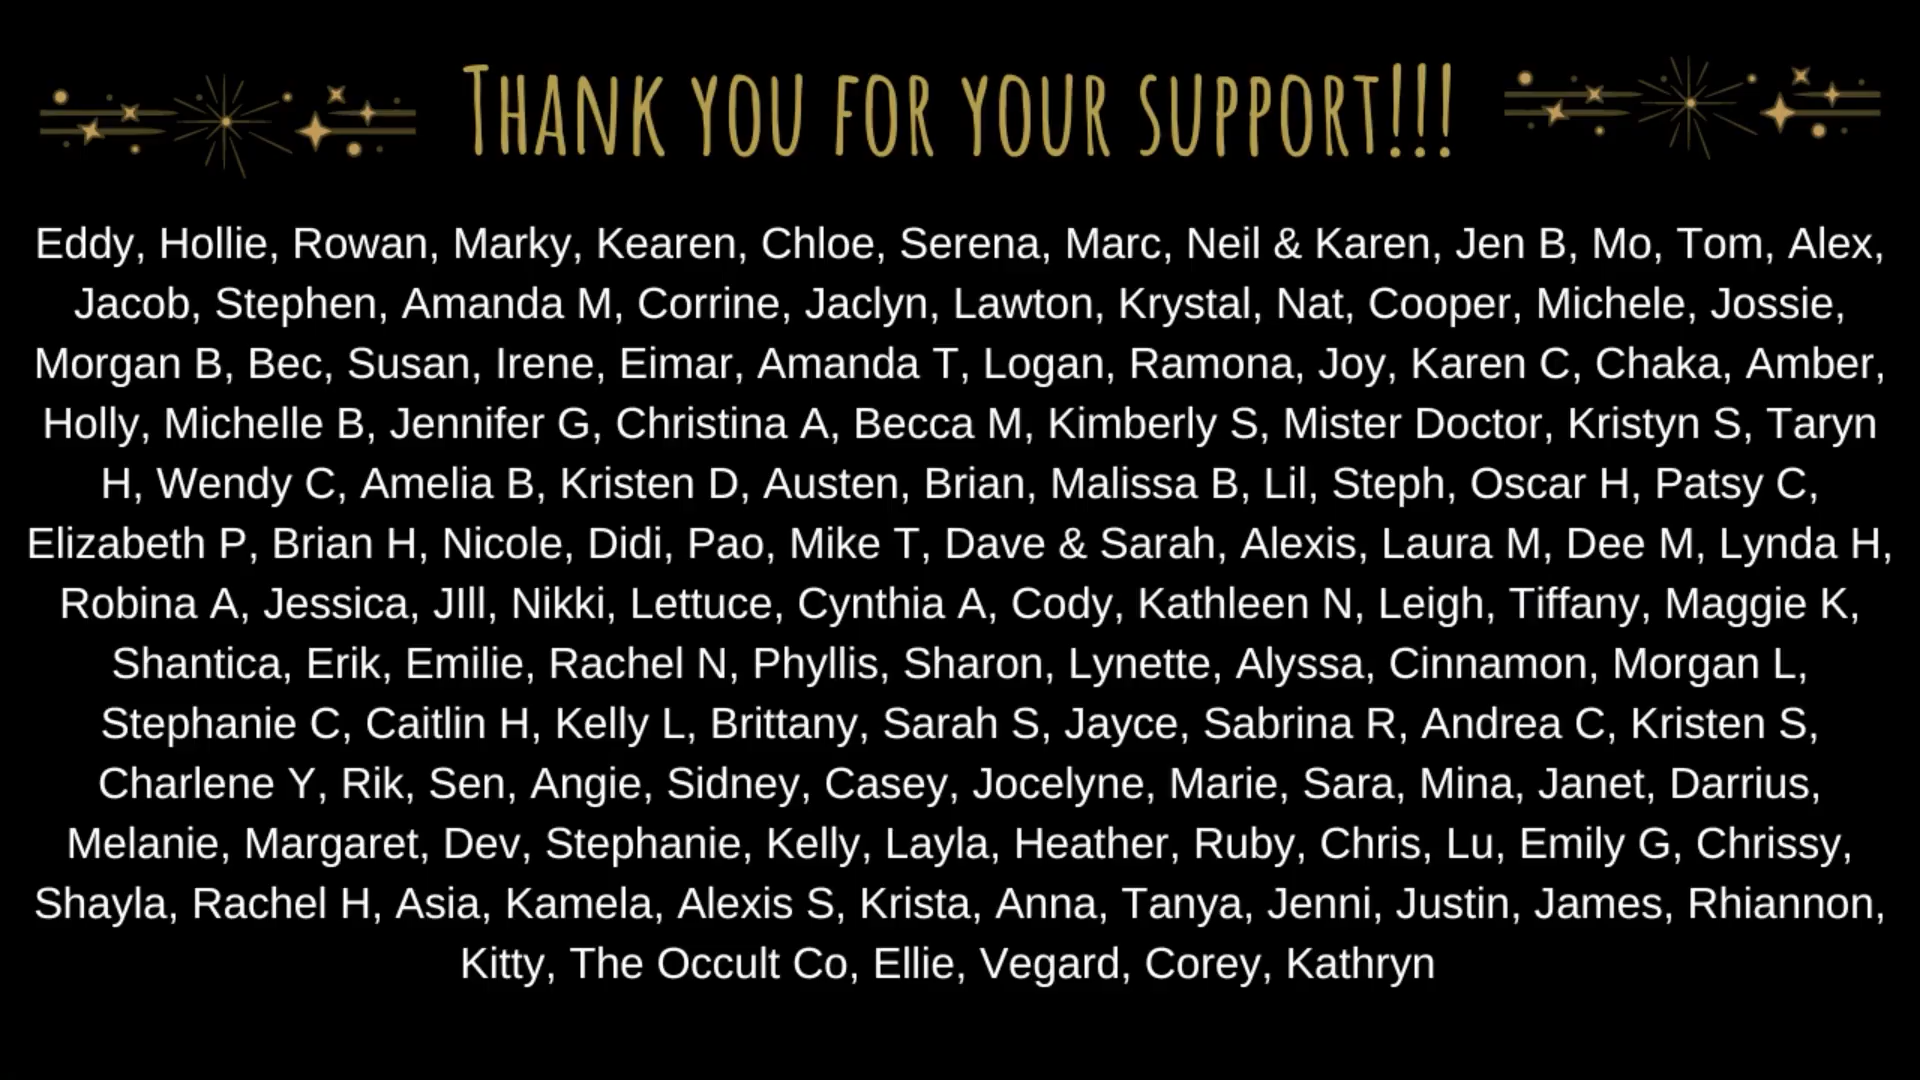 Thank you for your support!!!
Eddy, Hollie, Rowan, Marky, Kearen, Chloe, Serena, Marc, Neil & Karen, Jen B, Mo, Tom, Alex,
Jacob, Stephen, Amanda M, Corrine, Jaclyn, Lawton, Krystal, Nat, Cooper, Michele, Jossie,
Morgan B, Bec, Susan, Irene, Eimar, Amanda T, Logan, Ramona, Joy, Karen C, Chaka, Amber,
Holly, Michelle B, Jennifer G, Christina A, Becca M, Kimberly S, Mister Doctor, Kristyn S, Taryn
H, Wendy C, Amelia B, Kristen D, Austen, Brian, Malissa B, Lil, Steph, Oscar H, Patsy C,
Elizabeth P, Brian H, Nicole, Didi, Pao, Mike T, Dave & Sarah, Alexis, Laura M, Dee M, Lynda H,
Robina A, Jessica, JIll, Nikki, Lettuce, Cynthia A, Cody, Kathleen N, Leigh, Tiffany, Maggie K,
Shantica, Erik, Emilie, Rachel N, Phyllis, Sharon, Lynette, Alyssa, Cinnamon, Morgan L,
Stephanie C, Caitlin H, Kelly L, Brittany, Sarah S, Jayce, Sabrina R, Andrea C, Kristen S,
Charlene Y, Rik, Sen, Angie, Sidney, Casey, Jocelyne, Marie, Sara, Mina, Janet, Darrius,
Melanie, Margaret, Dev, Stephanie, Kelly, Layla, Heather, Ruby, Chris, Lu, Emily G, Chrissy,
Shayla, Rachel H, Asia, Kamela, Alexis S, Krista, Anna, Tanya, Jenni, Justin, James, Rhiannon,
Kitty, The Occult Co, Ellie, Vegard, Corey, Kathryn